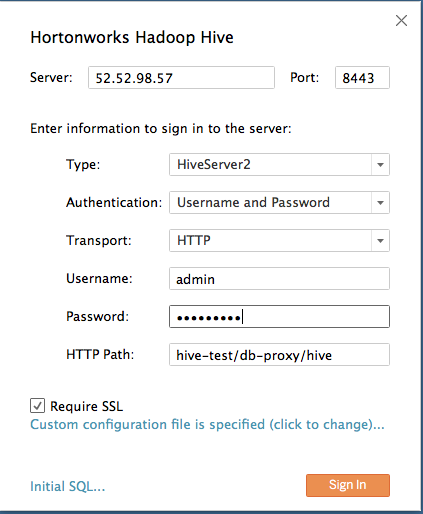 Hortonworks Hadoop Hive
Server: 52.52.98.57 Port: 8443
Enter information to sign in to the server:
Type: HiveServer2
Authentication: Username and Password
Transport: HTTP
Username: admin
Password: •••••••••
HTTP Path: hive-test/db-proxy/hive
Require SSL
Custom configuration file is specified (click to change)...
Initial SQL... Sign In